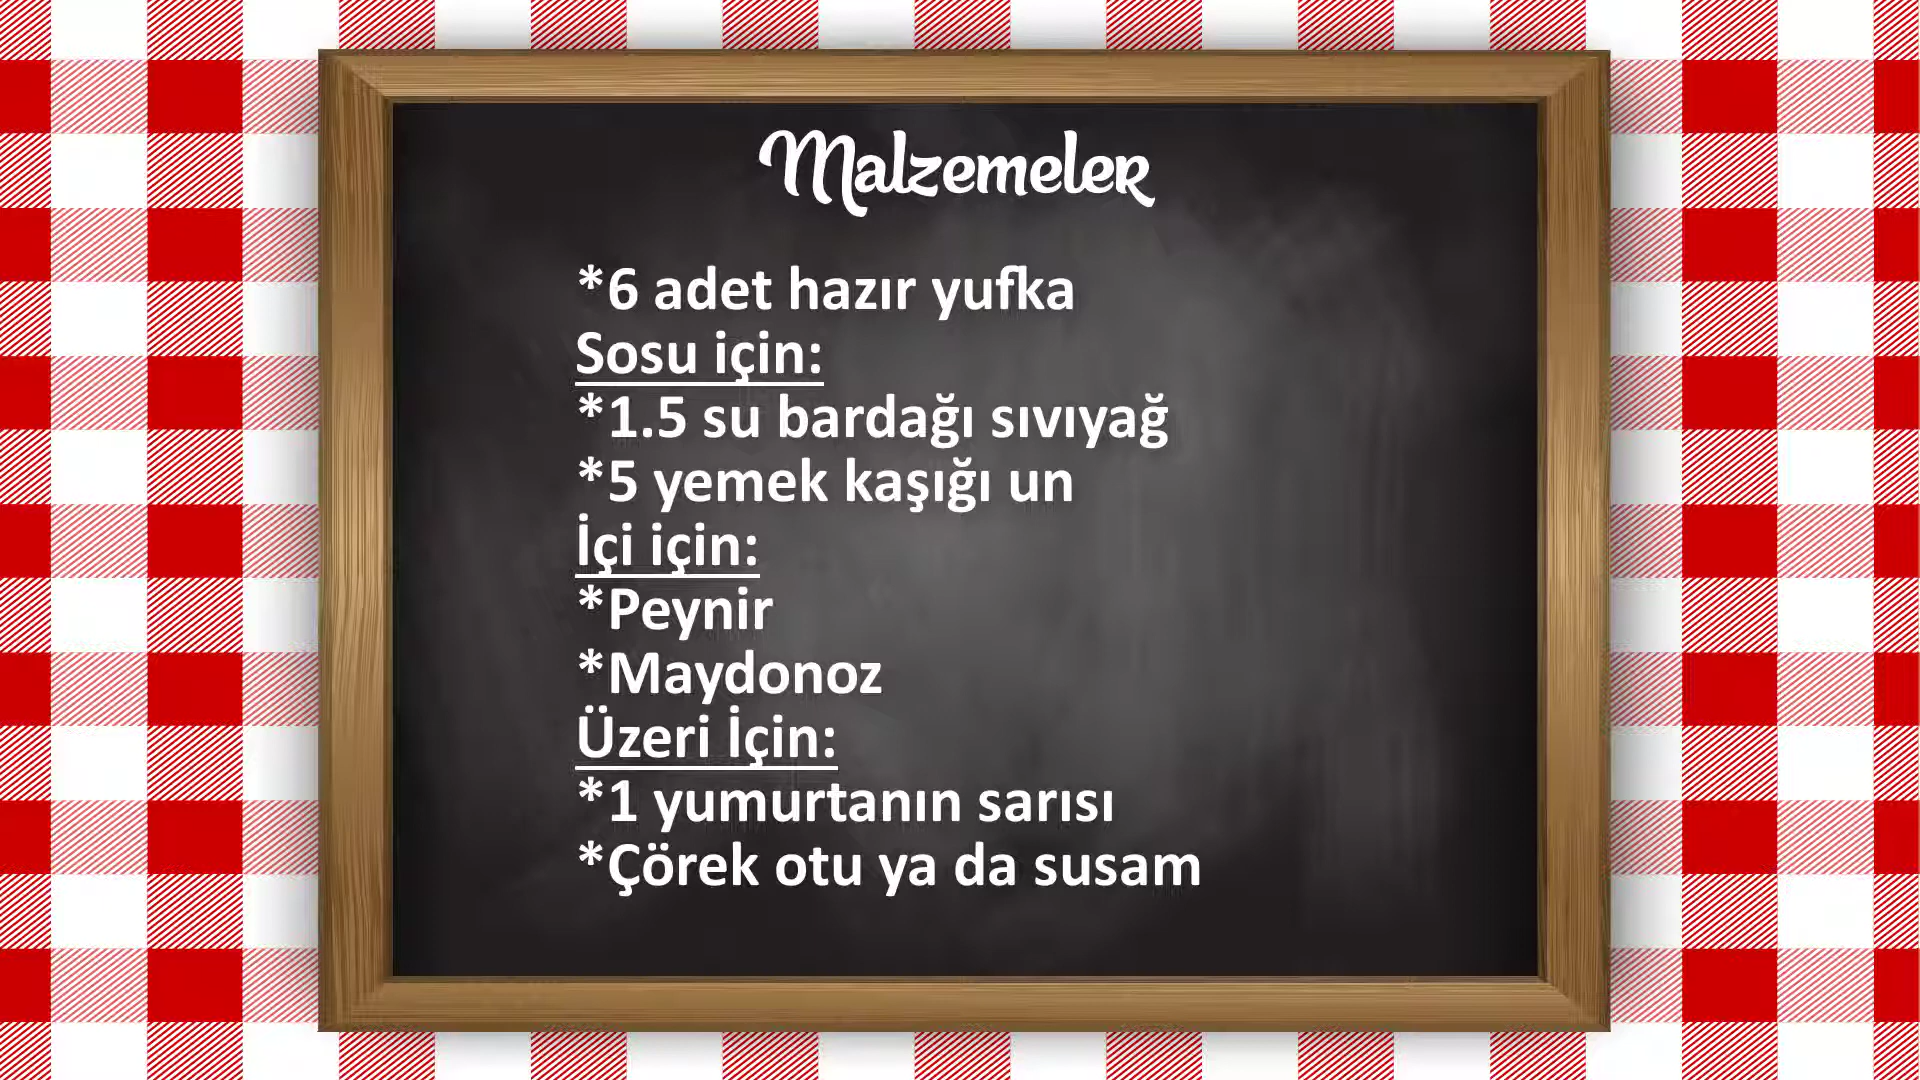 Malzemeler
*6 adet hazır yufka
Sosu için:
*1.5 su bardağı sıvıyağ
*5 yemek kaşığı un
İçi için:
*Peynir
*Maydonoz
Üzeri İçin:
*1 yumurtanın sarısı
*Çörek otu ya da susam